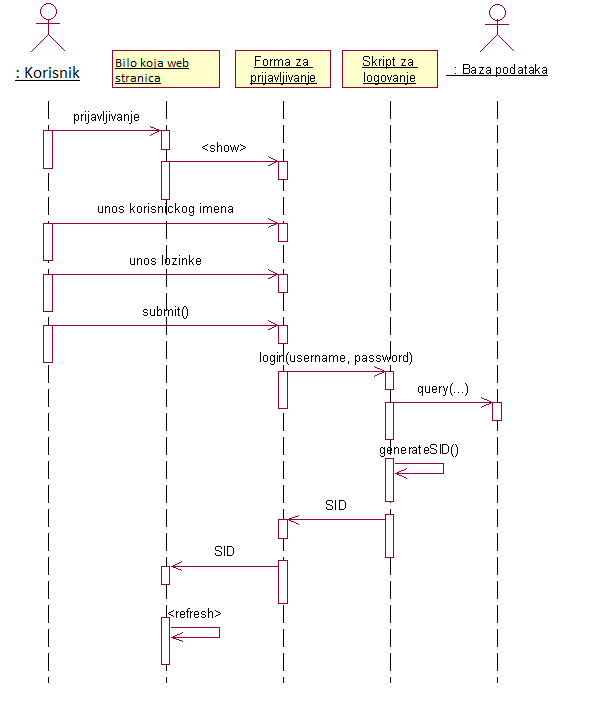 : Korisnik
Bilo koja web
stranica
Forma za
prijavljivanje
Skript za
logovanje
: Baza podataka
prijavljivanje
<show>
unos korisnickog imena
unos lozinke
submit()
login(username, password)
query(...)
generateSID()
SID
SID
<refresh>